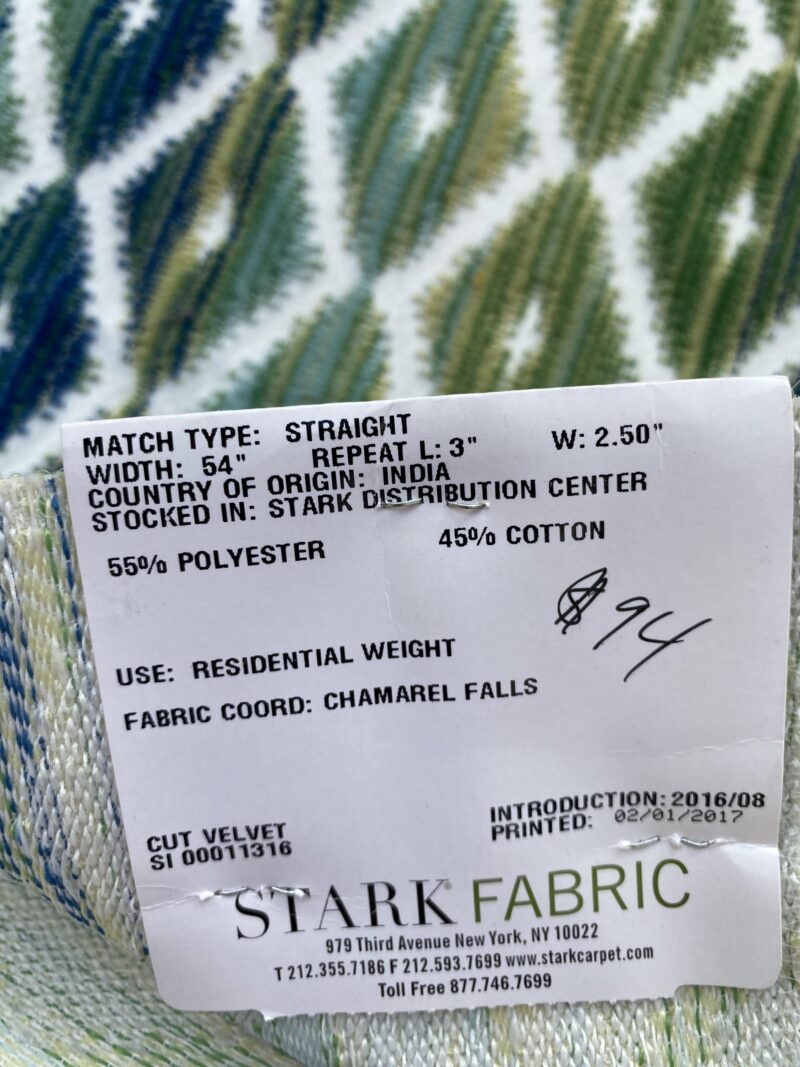 MATCH TYPE: STRAIGHT
WIDTH: 54" REPEAT L: 3" W: 2.50"
COUNTRY OF ORIGIN: INDIA
STOCKED IN: STARK DISTRIBUTION CENTER
55% POLYESTER 45% COTTON
$94
USE: RESIDENTIAL WEIGHT
FABRIC COORD: CHAMAREL FALLS
INTRODUCTION: 2016/08
PRINTED: 02/01/2017
CUT VELVET
SI 00011316
STARK® FABRIC
979 Third Avenue New York, NY 10022
T 212.355.7186 F 212.593.7699 www.starkcarpet.com
Toll Free 877.746.7699